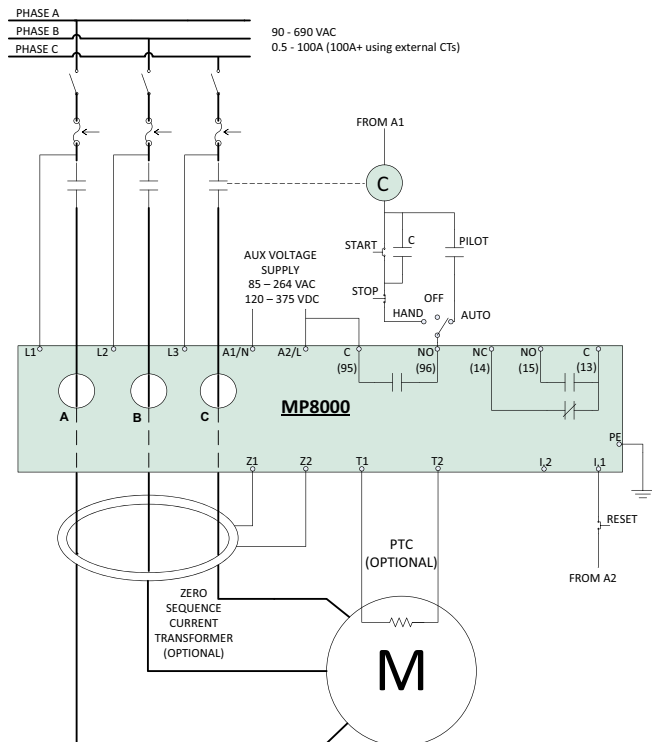 PHASE A
PHASE B
PHASE C
90 - 690 VAC
0.5 - 100A (100A+ using external CTs)
FROM A1
C
START
C
PILOT
AUX VOLTAGE
SUPPLY
85 – 264 VAC
120 – 375 VDC
STOP
OFF
HAND
AUTO
L1
L2
L3
A1/N
A2/L
C
(95)
NO
(96)
NC
(14)
NO
(15)
C
(13)
A
B
C
MP8000
PE
Z1
Z2
T1
T2
I.2
I.1
RESET
PTC
(OPTIONAL)
FROM A2
ZERO
SEQUENCE
CURRENT
TRANSFORMER
(OPTIONAL)
M